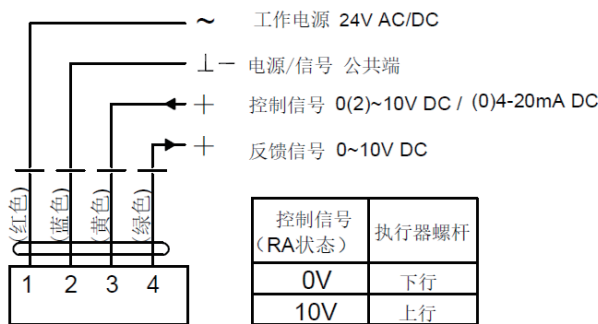 ~ 工作电源 24V AC/DC
⊥− 电源/信号 公共端
+ 控制信号 0(2)~10V DC / (0)4-20mA DC
+ 反馈信号 0~10V DC
(红色) (蓝色) (黄色) (绿色)
1 2 3 4
控制信号 执行器螺杆
(RA状态)
0V 下行
10V 上行